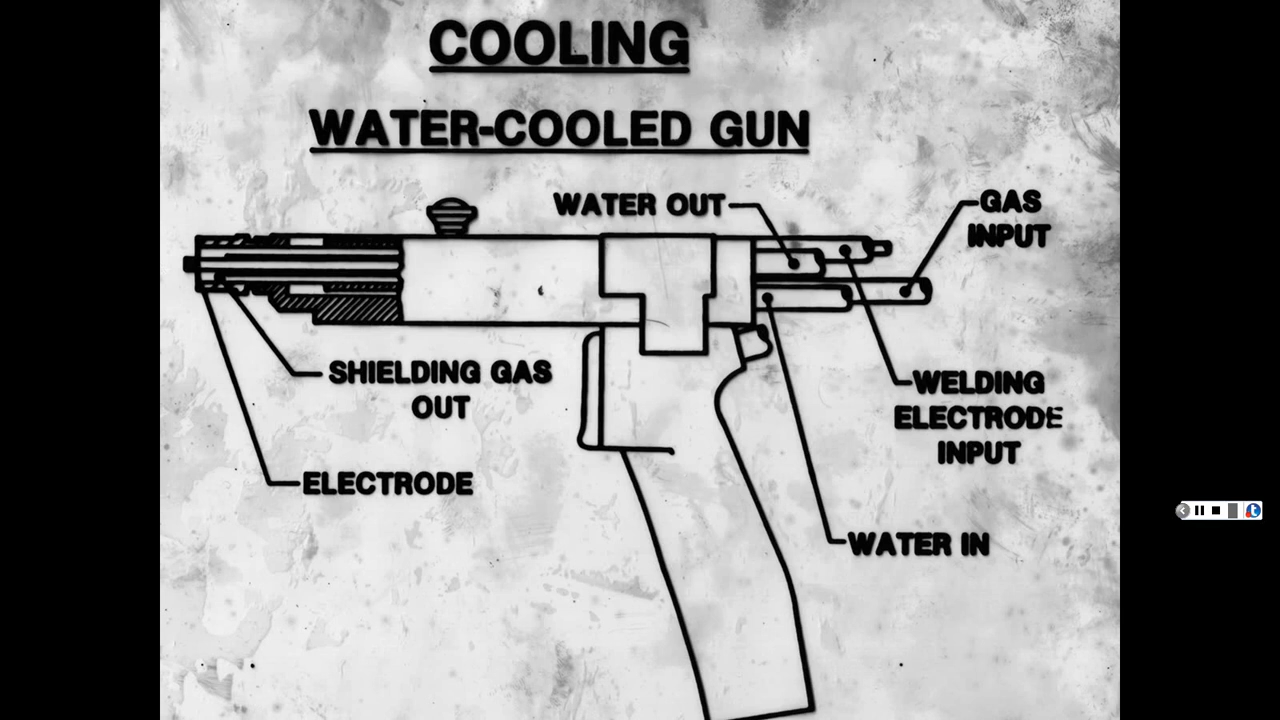 COOLING
WATER-COOLED GUN
WATER OUT
GAS
INPUT
SHIELDING GAS
OUT
WELDING
ELECTRODE
INPUT
ELECTRODE
WATER IN